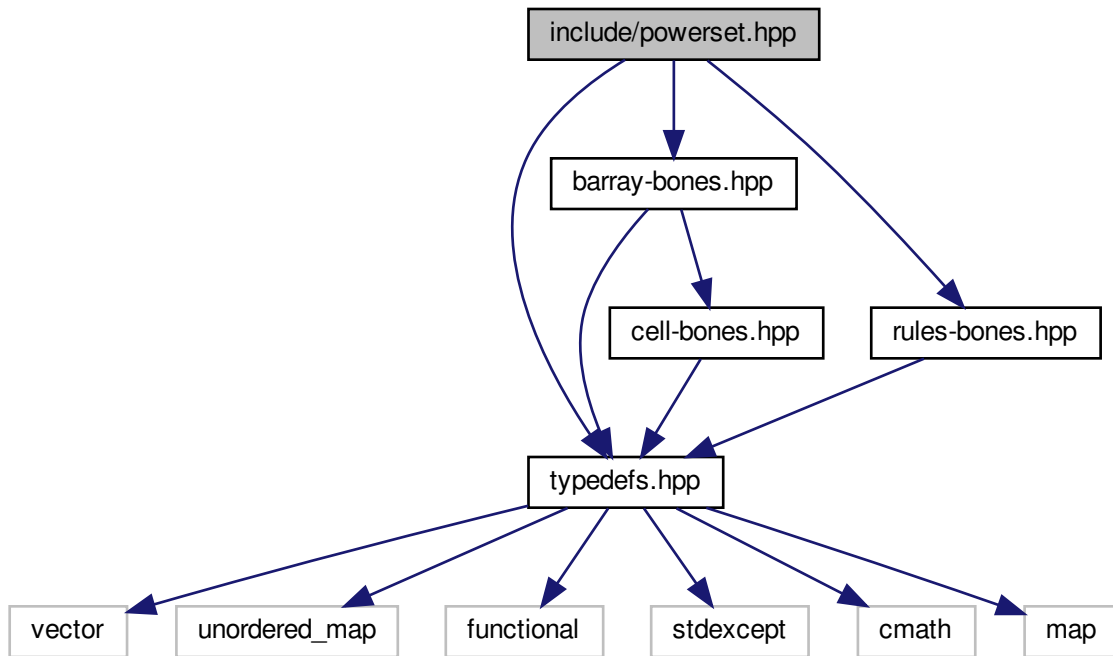 include/powerset.hpp
barray-bones.hpp
cell-bones.hpp
rules-bones.hpp
typedefs.hpp
vector
unordered_map
functional
stdexcept
cmath
map